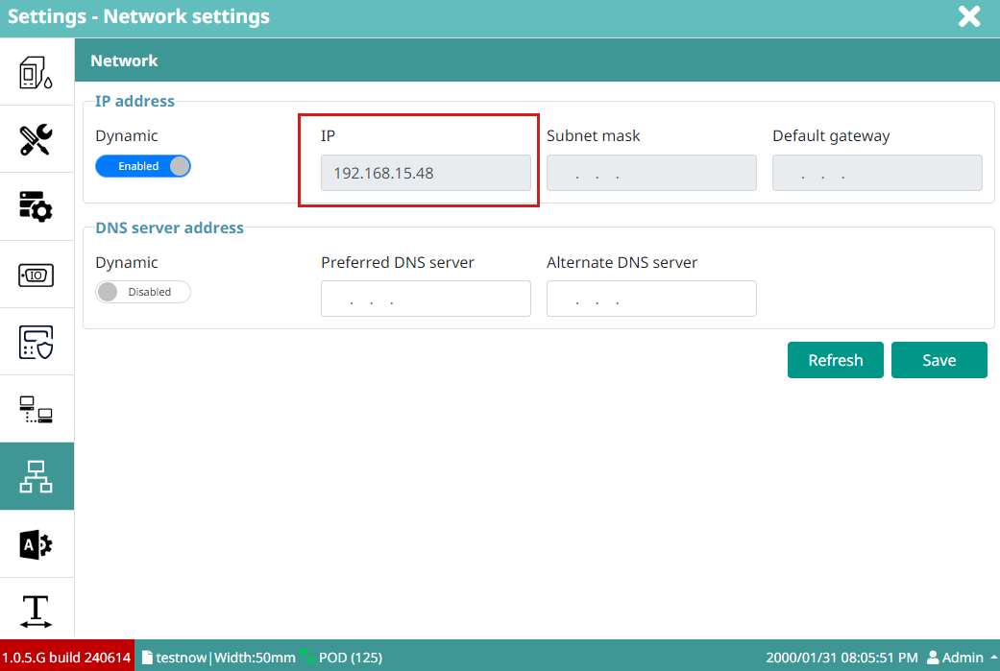 Settings - Network settings
Network
IP address
Dynamic IP Subnet mask Default gateway
Enabled 192.168.15.48 . . . . . .
DNS server address
Dynamic Preferred DNS server Alternate DNS server
Disabled . . . . . .
Refresh Save
IO
A
T
1.0.5.G build 240614 testnow|Width:50mm POD (125) 2000/01/31 08:05:51 PM Admin